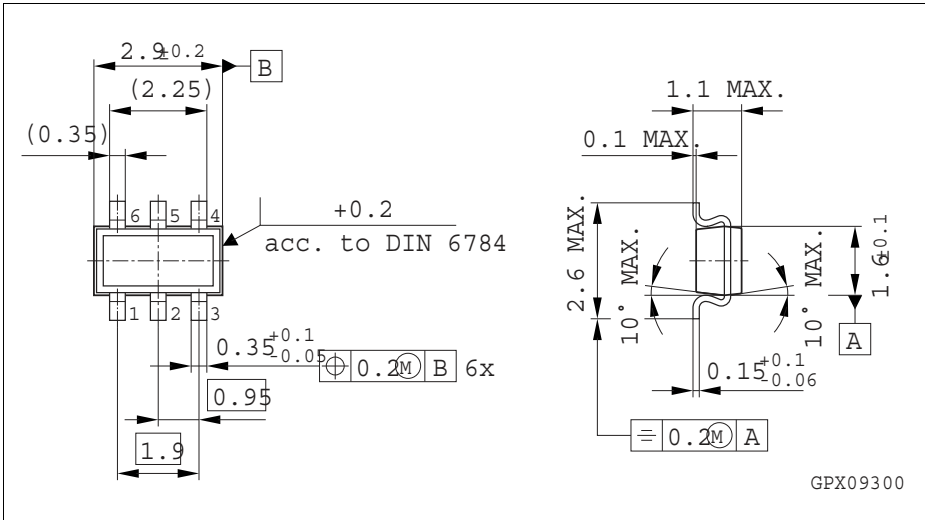 2.9±0.2
B
(2.25)
(0.35)
6 5 4
1 2 3
+0.2
acc. to DIN 6784
0.35 +0.1 -0.05
0.2 M B 6x
0.95
1.9
1.1 MAX.
0.1 MAX.
2.6 MAX.
10° MAX.
10° MAX.
1.6±0.1
A
0.15 +0.1 -0.06
0.2 M A
GPX09300